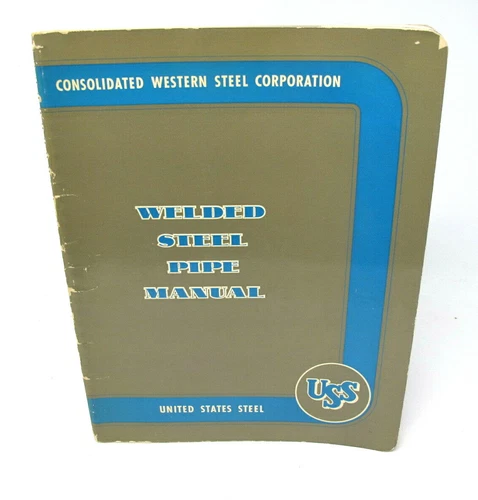 CONSOLIDATED WESTERN STEEL CORPORATION
WELDED
STEEL
PIPE
MANUAL
USS
UNITED STATES STEEL